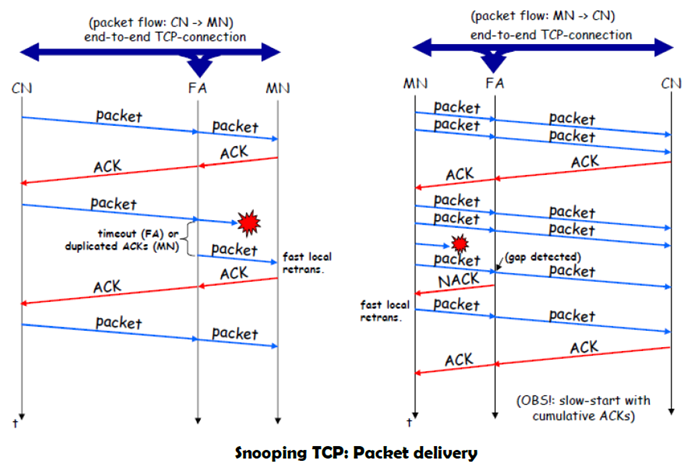 (packet flow: CN -> MN)
end-to-end TCP-connection
CN
FA
MN
packet
packet
ACK
ACK
packet
timeout (FA) or
duplicated ACKs (MN)
packet
fast local
retrans.
ACK
ACK
packet
packet
t
(packet flow: MN -> CN)
end-to-end TCP-connection
MN
FA
CN
packet
packet
packet
packet
ACK
ACK
packet
packet
packet
packet
packet
(gap detected)
packet
NACK
fast local
retrans.
packet
packet
ACK
ACK
(OBS!: slow-start with
cumulative ACKs)
t
Snooping TCP: Packet delivery